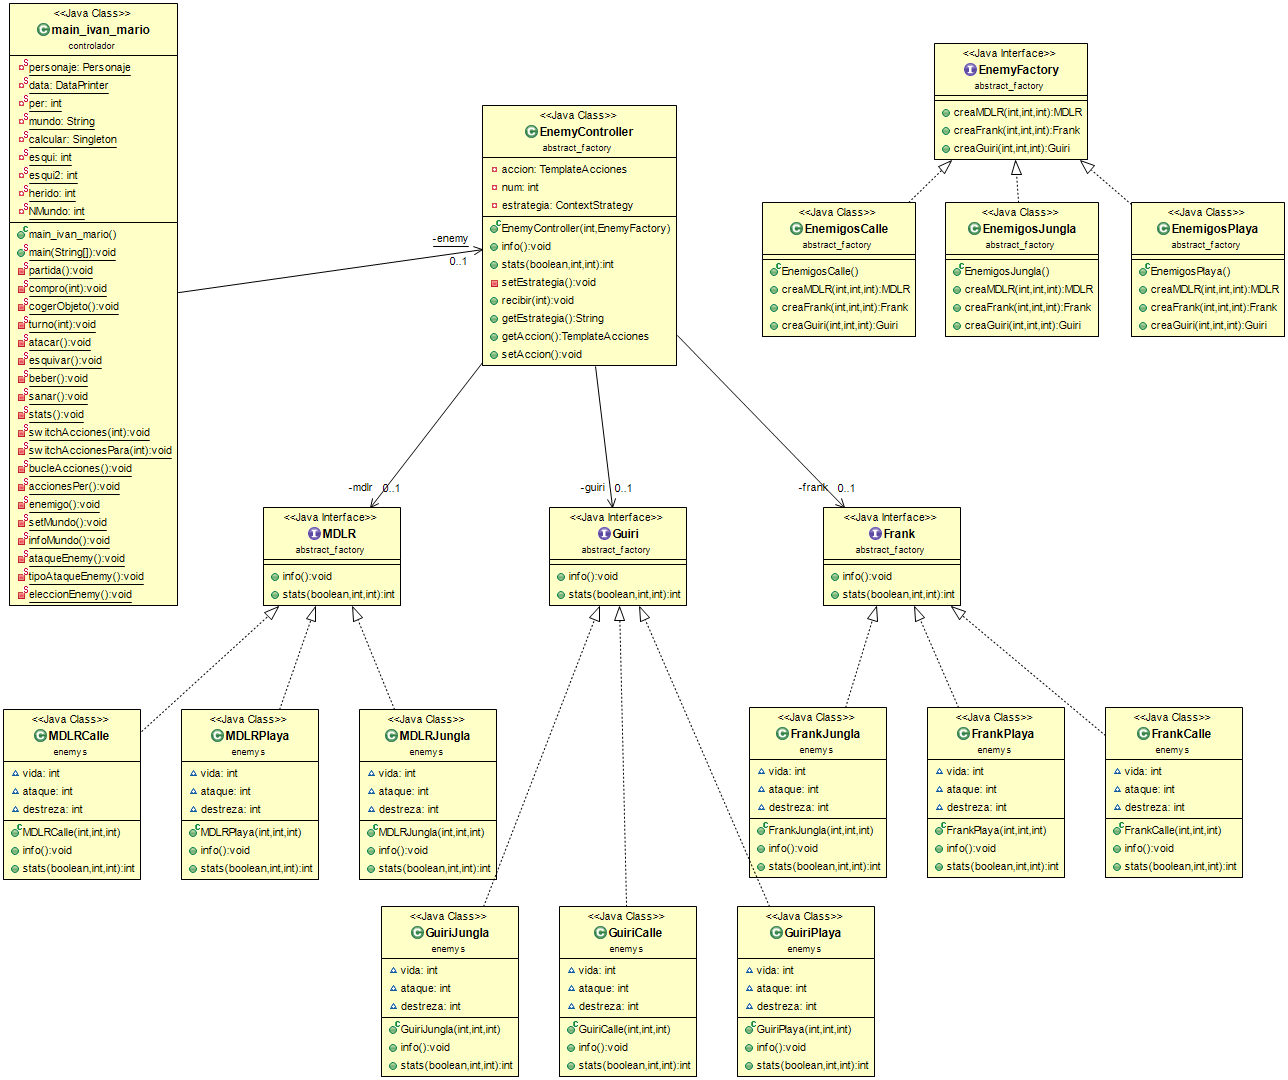 <<Java Class>>
main_ivan_mario
controlador
personaje: Personaje
data: DataPrinter
per: int
mundo: String
calcular: Singleton
esqui: int
esqui2: int
herido: int
NMundo: int
main_ivan_mario()
main(String[]):void
partida():void
compro(int):void
cogerObjeto():void
turno(int):void
atacar():void
esquivar():void
beber():void
sanar():void
stats():void
switchAcciones(int):void
switchAccionesPara(int):void
bucleAcciones():void
accionesPer():void
enemigo():void
setMundo():void
infoMundo():void
ataqueEnemy():void
tipoAtaqueEnemy():void
eleccionEnemy():void
-enemy
0..1
<<Java Class>>
EnemyController
abstract_factory
accion: TemplateAcciones
num: int
estrategia: ContextStrategy
EnemyController(int,EnemyFactory)
info():void
stats(boolean,int,int):int
setEstrategia():void
recibir(int):void
getEstrategia():String
getAccion():TemplateAcciones
setAccion():void
<<Java Interface>>
EnemyFactory
abstract_factory
creaMDLR(int,int,int):MDLR
creaFrank(int,int,int):Frank
creaGuiri(int,int,int):Guiri
<<Java Class>>
EnemigosCalle
abstract_factory
EnemigosCalle()
creaMDLR(int,int,int):MDLR
creaFrank(int,int,int):Frank
creaGuiri(int,int,int):Guiri
<<Java Class>>
EnemigosJungla
abstract_factory
EnemigosJungla()
creaMDLR(int,int,int):MDLR
creaFrank(int,int,int):Frank
creaGuiri(int,int,int):Guiri
<<Java Class>>
EnemigosPlaya
abstract_factory
EnemigosPlaya()
creaMDLR(int,int,int):MDLR
creaFrank(int,int,int):Frank
creaGuiri(int,int,int):Guiri
-mdlr 0..1
-guiri 0..1
-frank 0..1
<<Java Interface>>
MDLR
abstract_factory
info():void
stats(boolean,int,int):int
<<Java Interface>>
Guiri
abstract_factory
info():void
stats(boolean,int,int):int
<<Java Interface>>
Frank
abstract_factory
info():void
stats(boolean,int,int):int
<<Java Class>>
MDLRCalle
enemys
vida: int
ataque: int
destreza: int
MDLRCalle(int,int,int)
info():void
stats(boolean,int,int):int
<<Java Class>>
MDLRPlaya
enemys
vida: int
ataque: int
destreza: int
MDLRPlaya(int,int,int)
info():void
stats(boolean,int,int):int
<<Java Class>>
MDLRJungla
enemys
vida: int
ataque: int
destreza: int
MDLRJungla(int,int,int)
info():void
stats(boolean,int,int):int
<<Java Class>>
FrankJungla
enemys
vida: int
ataque: int
destreza: int
FrankJungla(int,int,int)
info():void
stats(boolean,int,int):int
<<Java Class>>
FrankPlaya
enemys
vida: int
ataque: int
destreza: int
FrankPlaya(int,int,int)
info():void
stats(boolean,int,int):int
<<Java Class>>
FrankCalle
enemys
vida: int
ataque: int
destreza: int
FrankCalle(int,int,int)
info():void
stats(boolean,int,int):int
<<Java Class>>
GuiriJungla
enemys
vida: int
ataque: int
destreza: int
GuiriJungla(int,int,int)
info():void
stats(boolean,int,int):int
<<Java Class>>
GuiriCalle
enemys
vida: int
ataque: int
destreza: int
GuiriCalle(int,int,int)
info():void
stats(boolean,int,int):int
<<Java Class>>
GuiriPlaya
enemys
vida: int
ataque: int
destreza: int
GuiriPlaya(int,int,int)
info():void
stats(boolean,int,int):int